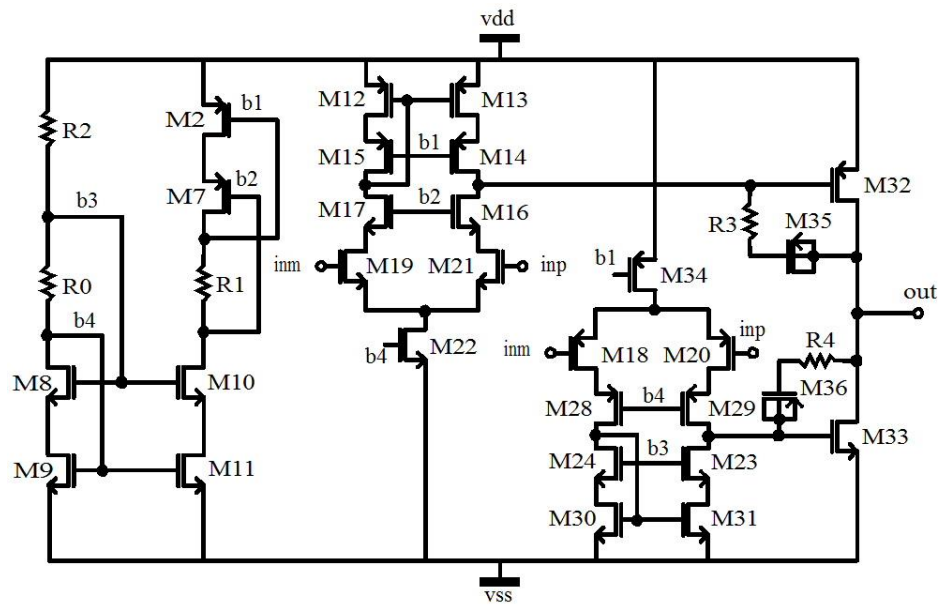 vdd
M12
M13
M2
b1
R2
M15
b1
M14
M7
b2
M32
b3
M17
b2
M16
R3
M35
inm
M19
M21
inp
R0
R1
b1
M34
out
b4
b4
M22
inm
M18
M20
inp
R4
M8
M10
M28
b4
M29
M36
M33
b3
M24
M23
M9
M11
M30
M31
vss